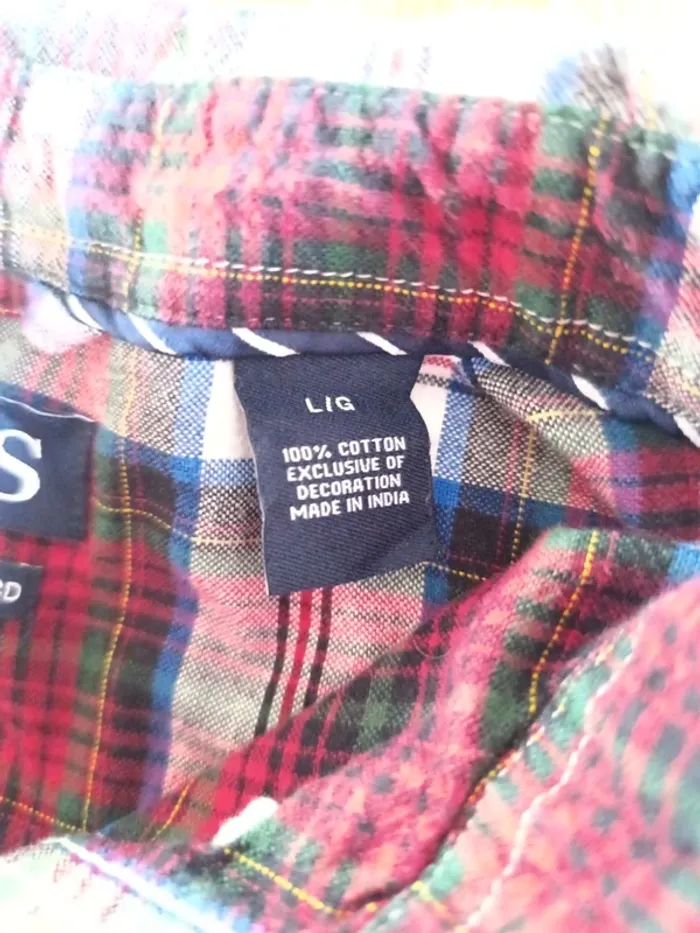 L/G
100% COTTON
EXCLUSIVE OF
DECORATION
MADE IN INDIA
S